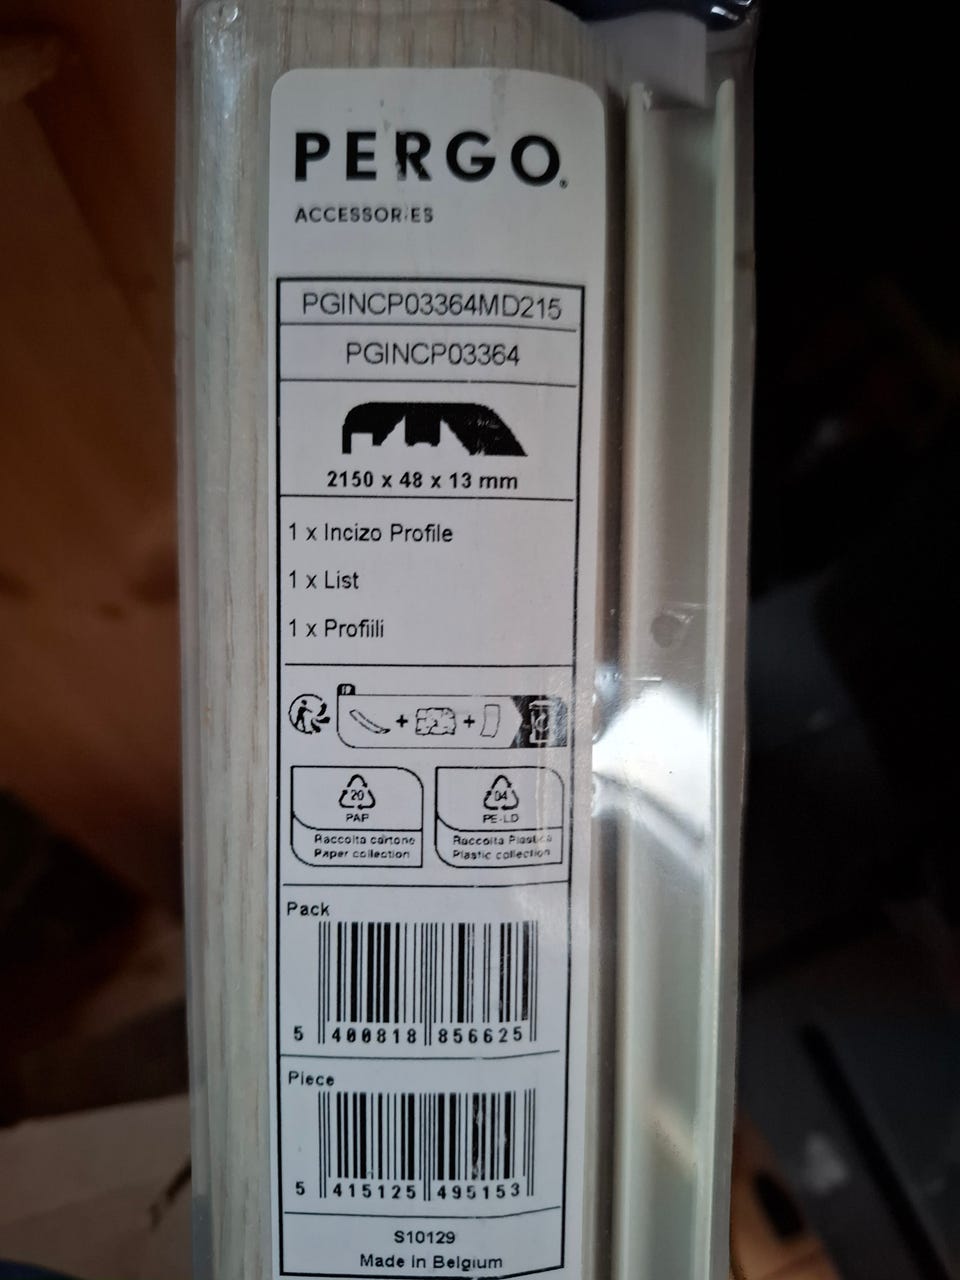 PERGO®
ACCESSORIES
PGINCP03364MD215
PGINCP03364
2150 x 48 x 13 mm
1 x Incizo Profile
1 x List
1 x Profiili
FR
+ +
20
PAP
Raccolta cartone
Paper collection
04
PE-LD
Raccolta Plastica
Plastic collection
Pack
5 400818 856625
Piece
5 415125 495153
S10129
Made in Belgium